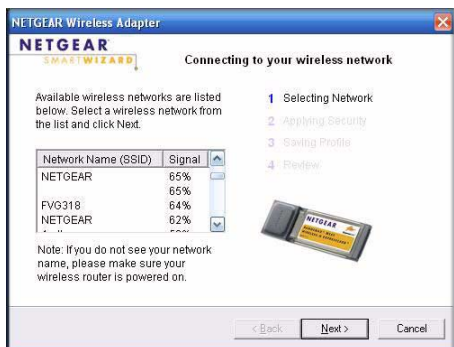 NETGEAR Wireless Adapter
NETGEAR
SMARTWIZARD
Connecting to your wireless network
Available wireless networks are listed
below. Select a wireless network from
the list and click Next.
1 Selecting Network
2 Applying Security
3 Saving Profile
4 Review
Network Name (SSID) Signal
NETGEAR 65%
65%
FVG318 64%
NETGEAR 62%
Note: If you do not see your network
name, please make sure your
wireless router is powered on.
NETGEAR
< Back
Next >
Cancel